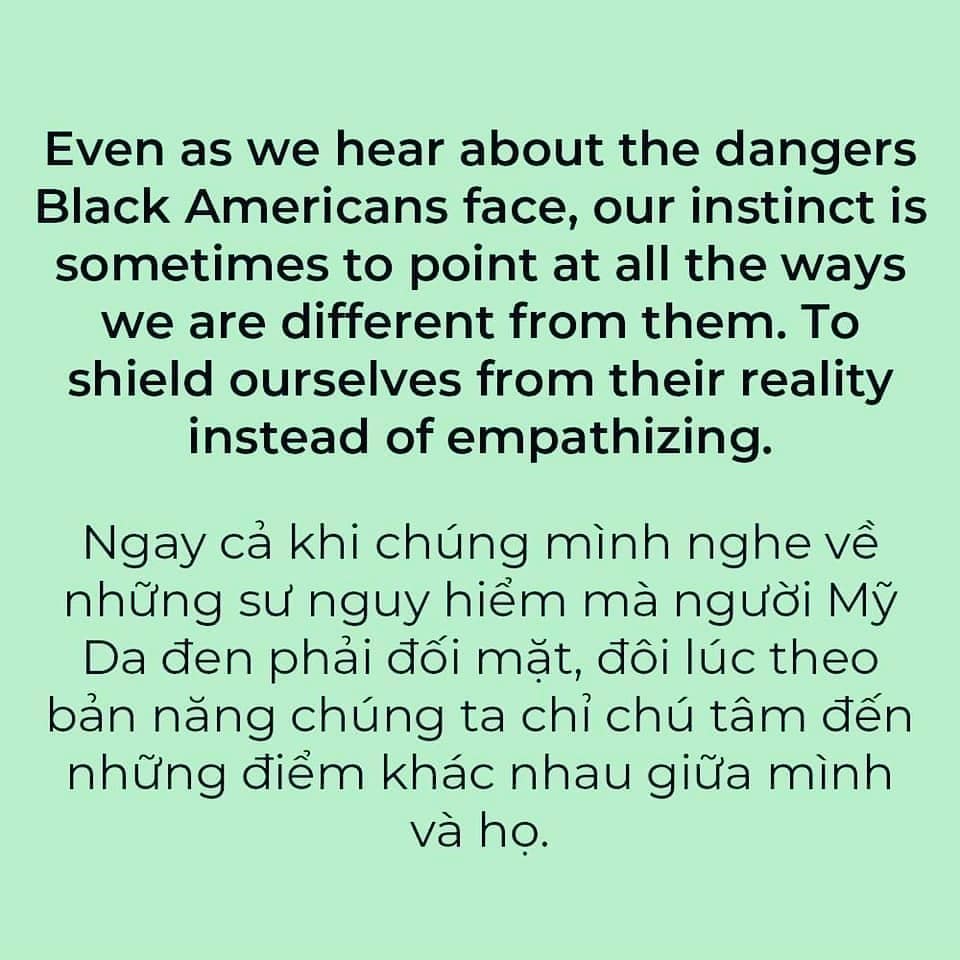 Even as we hear about the dangers
Black Americans face, our instinct is
sometimes to point at all the ways
we are different from them. To
shield ourselves from their reality
instead of empathizing.
Ngay cả khi chúng mình nghe về
những sư nguy hiểm mà người Mỹ
Da đen phải đối mặt, đôi lúc theo
bản năng chúng ta chỉ chú tâm đến
những điểm khác nhau giữa mình
và họ.